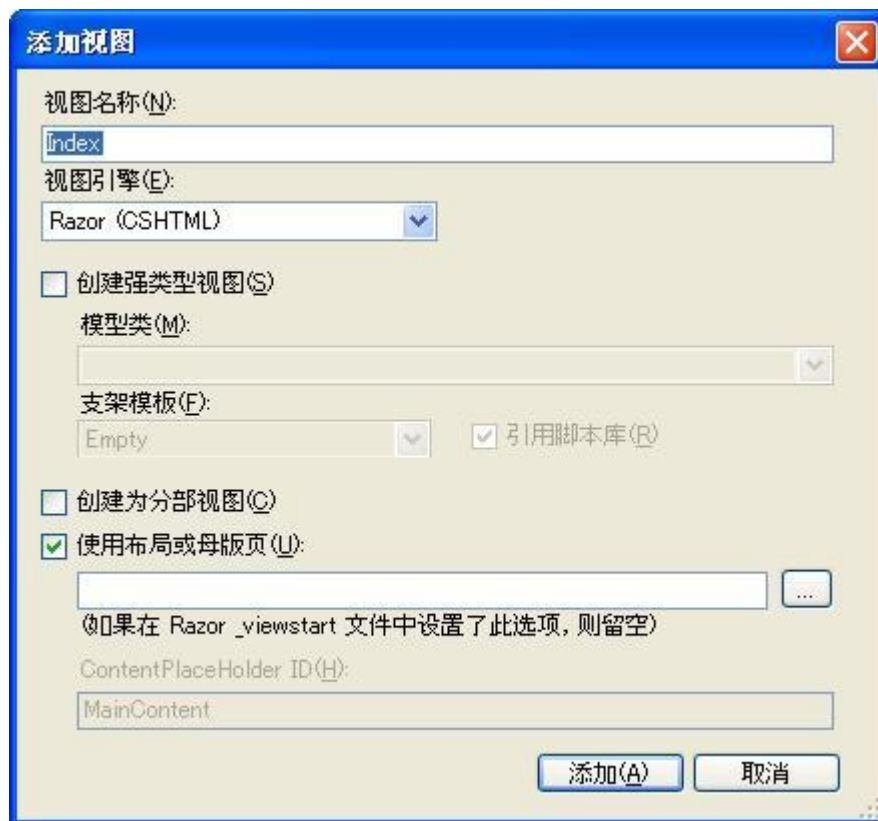 添加视图
视图名称(N):
Index
视图引擎(E):
Razor (CSHTML)
创建强类型视图(S)
模型类(M):
支架模板(F):
Empty
引用脚本库(R)
创建为分部视图(C)
使用布局或母版页(U):
...
(如果在 Razor _viewstart 文件中设置了此选项, 则留空)
ContentPlaceHolder ID(H):
MainContent
添加(A)
取消